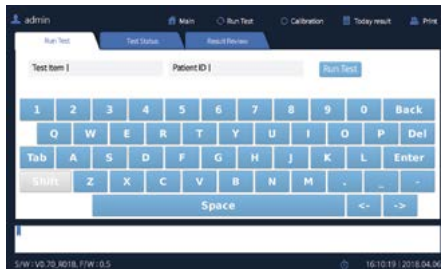 admin Main Run Test Calibration Today result Print
Run Test Test Status Result Review
Test Item | Patient ID | Run Test
1 2 3 4 5 6 7 8 9 0 Back
Q W E R T Y U I O P Del
Tab A S D F G H J K L Enter
Shift Z X C V B N M . _ -
Space <- ->
S/W : V0.70_R018, F/W : 0.5 16:10:19 | 2018.04.06